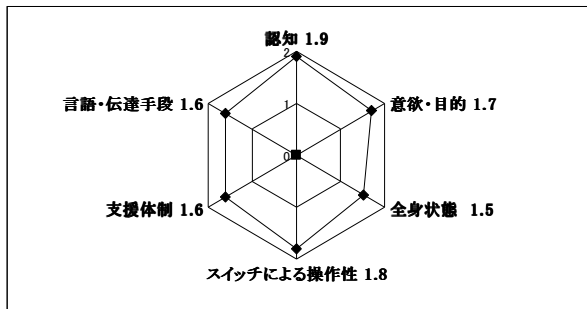 認知 1.9
2
言語・伝達手段 1.6
1
意欲・目的 1.7
0
支援体制 1.6
全身状態 1.5
スイッチによる操作性 1.8